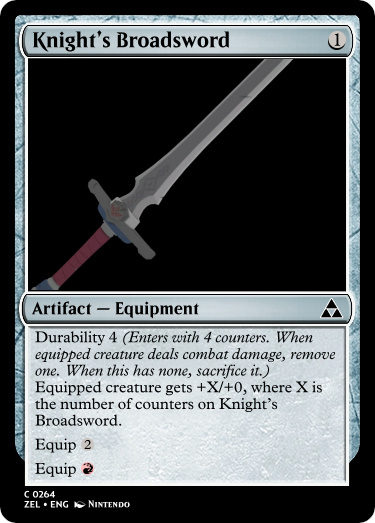 Knight's Broadsword 1
Artifact — Equipment
Durability 4 (Enters with 4 counters. When
equipped creature deals combat damage, remove
one. When this has none, sacrifice it.)
Equipped creature gets +X/+0, where X is
the number of counters on Knight's
Broadsword.
Equip 2
Equip
C 0264
ZEL • ENG Nintendo